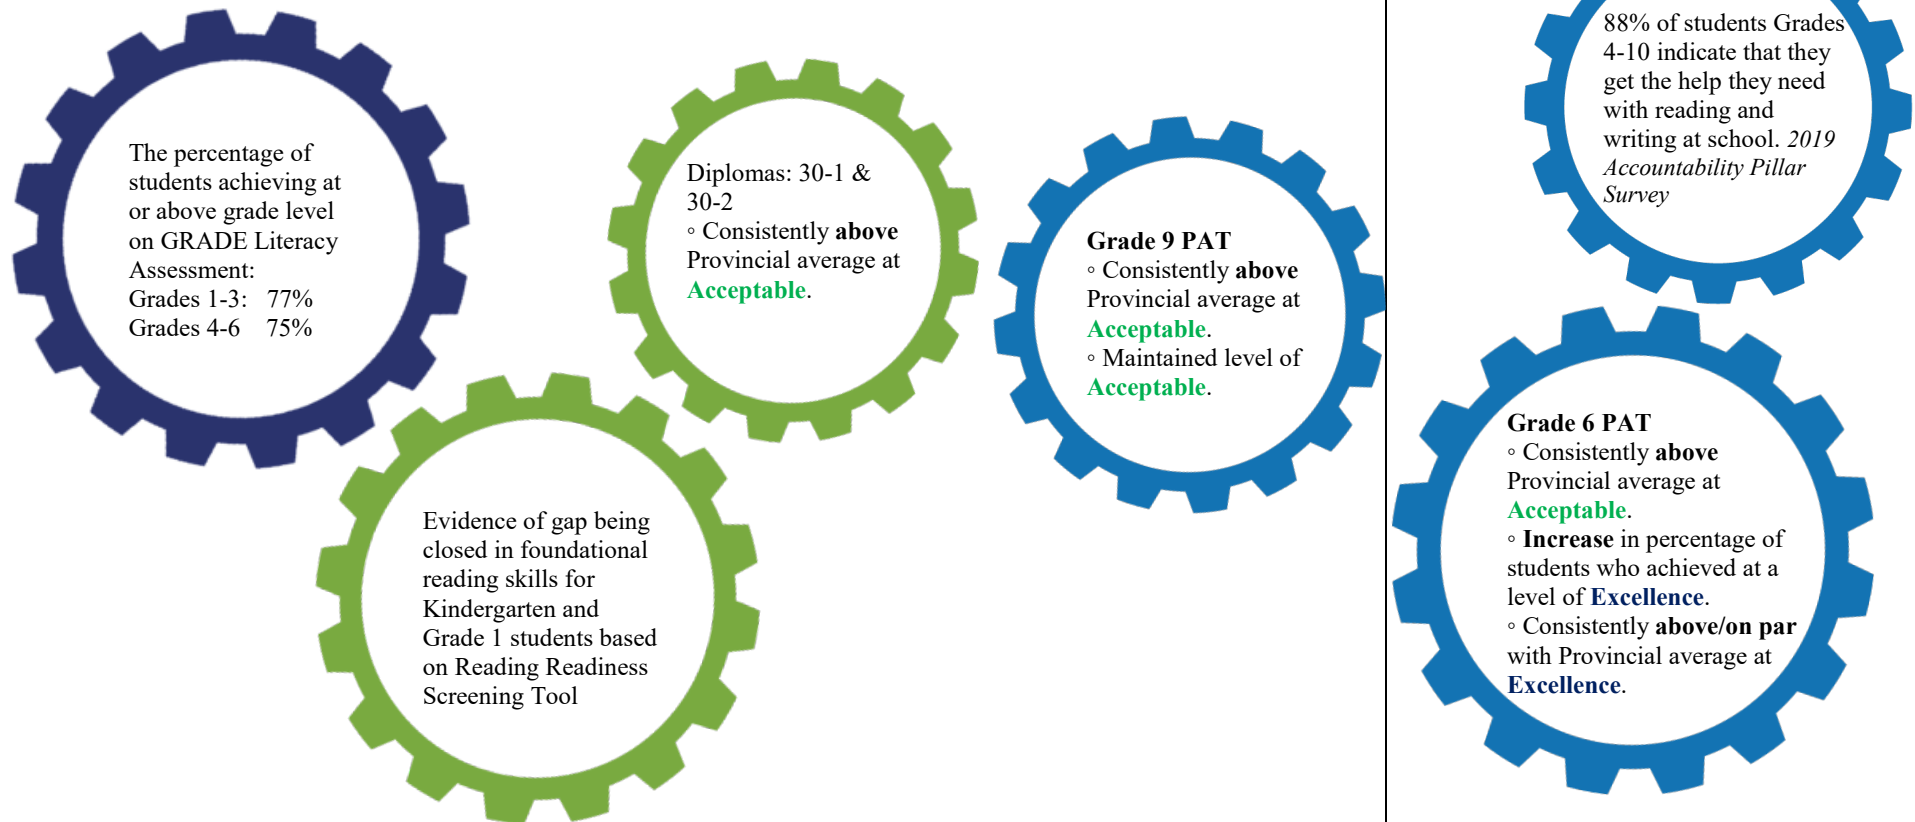 The percentage of
students achieving at
or above grade level
on GRADE Literacy
Assessment:
Grades 1-3: 77%
Grades 4-6 75%
Diplomas: 30-1 &
30-2
◦ Consistently above
Provincial average at
Acceptable.
Evidence of gap being
closed in foundational
reading skills for
Kindergarten and
Grade 1 students based
on Reading Readiness
Screening Tool
Grade 9 PAT
◦ Consistently above
Provincial average at
Acceptable.
◦ Maintained level of
Acceptable.
88% of students Grades
4-10 indicate that they
get the help they need
with reading and
writing at school. 2019
Accountability Pillar
Survey
Grade 6 PAT
◦ Consistently above
Provincial average at
Acceptable.
◦ Increase in percentage of
students who achieved at a
level of Excellence.
◦ Consistently above/on par
with Provincial average at
Excellence.